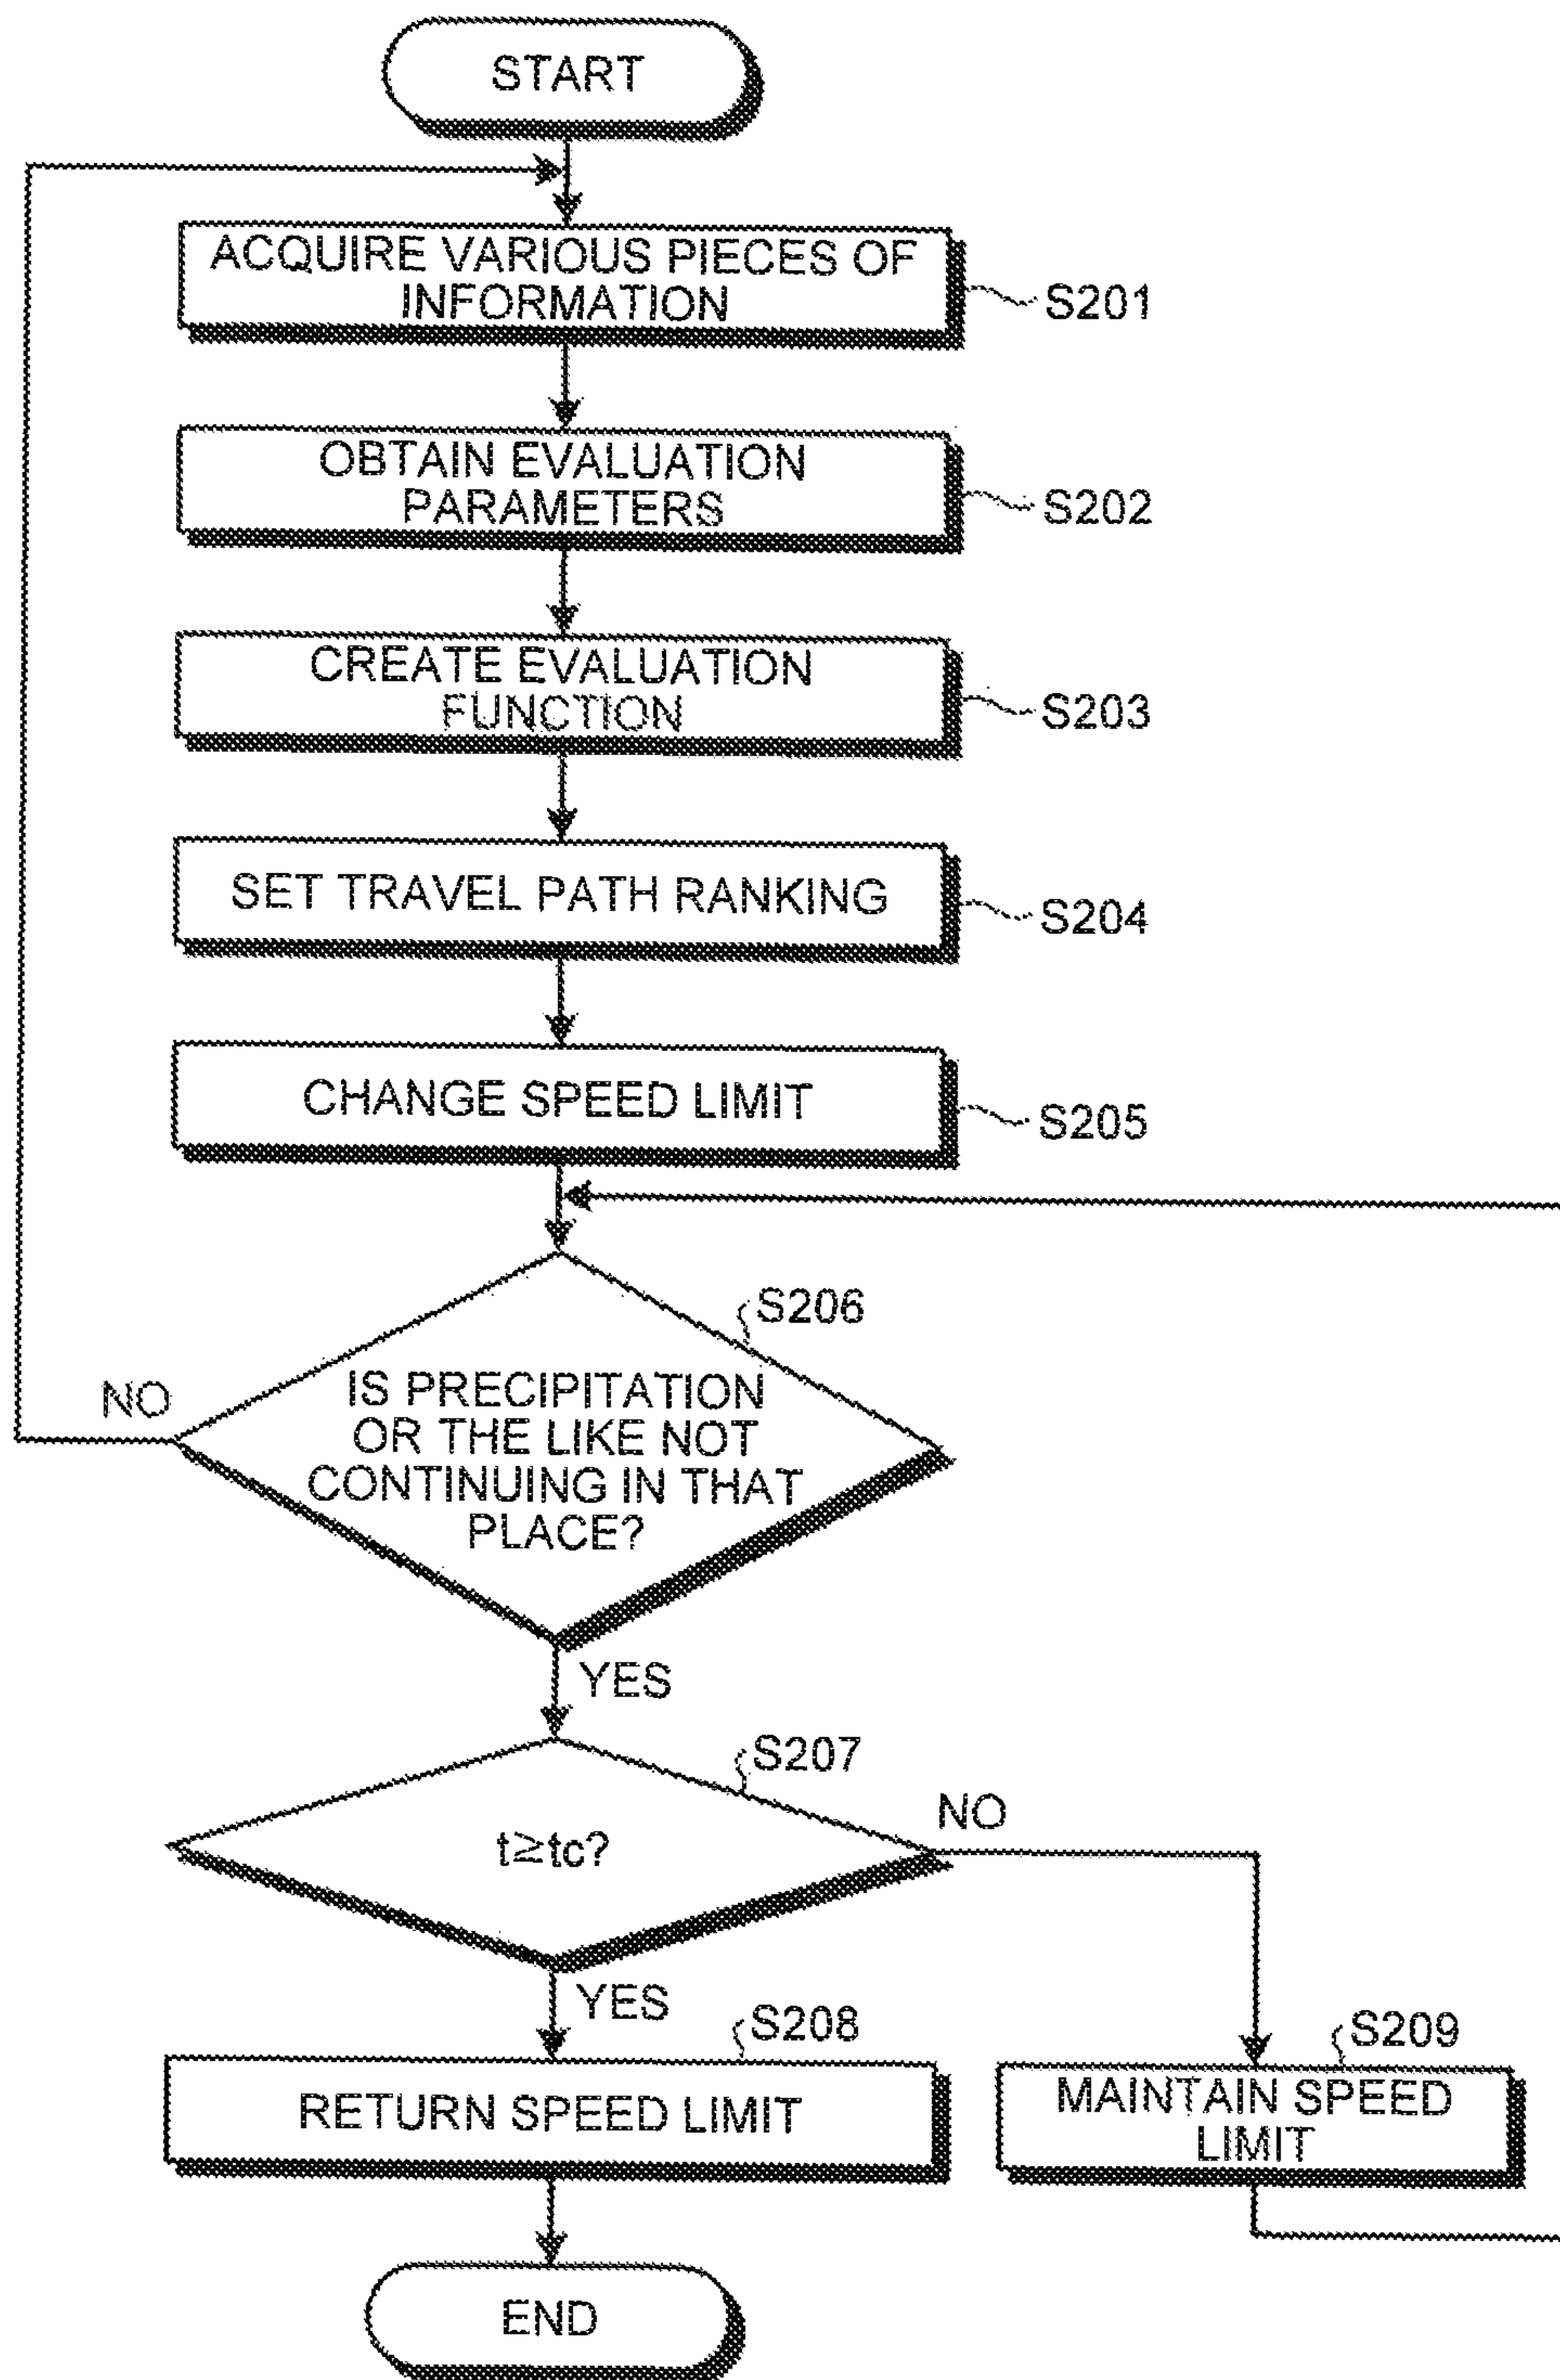 START
ACQUIRE VARIOUS PIECES OF
INFORMATION
S201
OBTAIN EVALUATION
PARAMETERS
S202
CREATE EVALUATION
FUNCTION
S203
SET TRAVEL PATH RANKING
S204
CHANGE SPEED LIMIT
S205
S206
NO
IS PRECIPITATION
OR THE LIKE NOT
CONTINUING IN THAT
PLACE?
YES
S207
NO
t≥tc?
YES
S208
RETURN SPEED LIMIT
S209
MAINTAIN SPEED
LIMIT
END